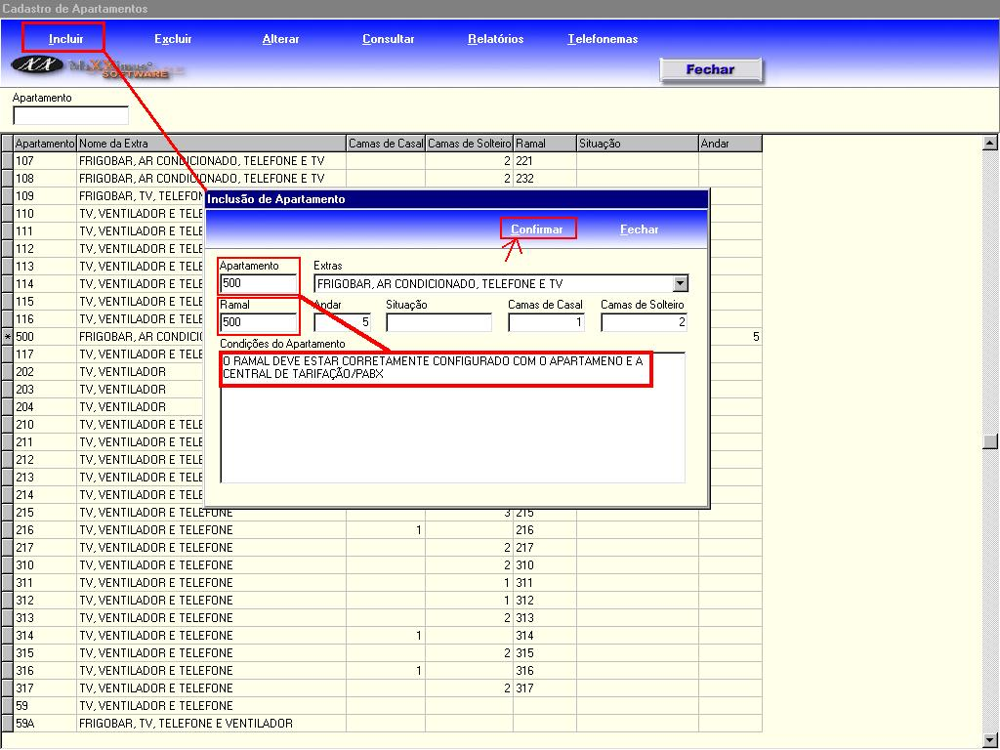 Cadastro de Apartamentos
Incluir Excluir Alterar Consultar Relatórios Telefonemas
XX MaXXimus® SOFTWARE
Fechar
Apartamento
Apartamento Nome da Extra Camas de Casal Camas de Solteiro Ramal Situação Andar
107 FRIGOBAR, AR CONDICIONADO, TELEFONE E TV 2 221
108 FRIGOBAR, AR CONDICIONADO, TELEFONE E TV 2 232
109 FRIGOBAR, TV, TELEFON
110 TV, VENTILADOR E TELE
111 TV, VENTILADOR E TELE
112 TV, VENTILADOR E TELE
113 TV, VENTILADOR E TELE
114 TV, VENTILADOR E TELE
115 TV, VENTILADOR E TELE
116 TV, VENTILADOR E TELE
* 500 FRIGOBAR, AR CONDICI 5
117 TV, VENTILADOR E TELE
202 TV, VENTILADOR
203 TV, VENTILADOR
204 TV, VENTILADOR
210 TV, VENTILADOR E TELE
211 TV, VENTILADOR E TELE
212 TV, VENTILADOR E TELE
213 TV, VENTILADOR E TELE
214 TV, VENTILADOR E TELE
215 TV, VENTILADOR E TELEFONE 3 215
216 TV, VENTILADOR E TELEFONE 1 216
217 TV, VENTILADOR E TELEFONE 2 217
310 TV, VENTILADOR E TELEFONE 2 310
311 TV, VENTILADOR E TELEFONE 1 311
312 TV, VENTILADOR E TELEFONE 1 312
313 TV, VENTILADOR E TELEFONE 2 313
314 TV, VENTILADOR E TELEFONE 1 314
315 TV, VENTILADOR E TELEFONE 2 315
316 TV, VENTILADOR E TELEFONE 1 316
317 TV, VENTILADOR E TELEFONE 2 317
59 TV, VENTILADOR E TELEFONE
59A FRIGOBAR, TV, TELEFONE E VENTILADOR
Inclusão de Apartamento
Confirmar Fechar
Apartamento Extras
500 FRIGOBAR, AR CONDICIONADO, TELEFONE E TV
Ramal Andar Situação Camas de Casal Camas de Solteiro
500 5 1 2
Condições do Apartamento
O RAMAL DEVE ESTAR CORRETAMENTE CONFIGURADO COM O APARTAMENO E A
CENTRAL DE TARIFAÇÃO/PABX